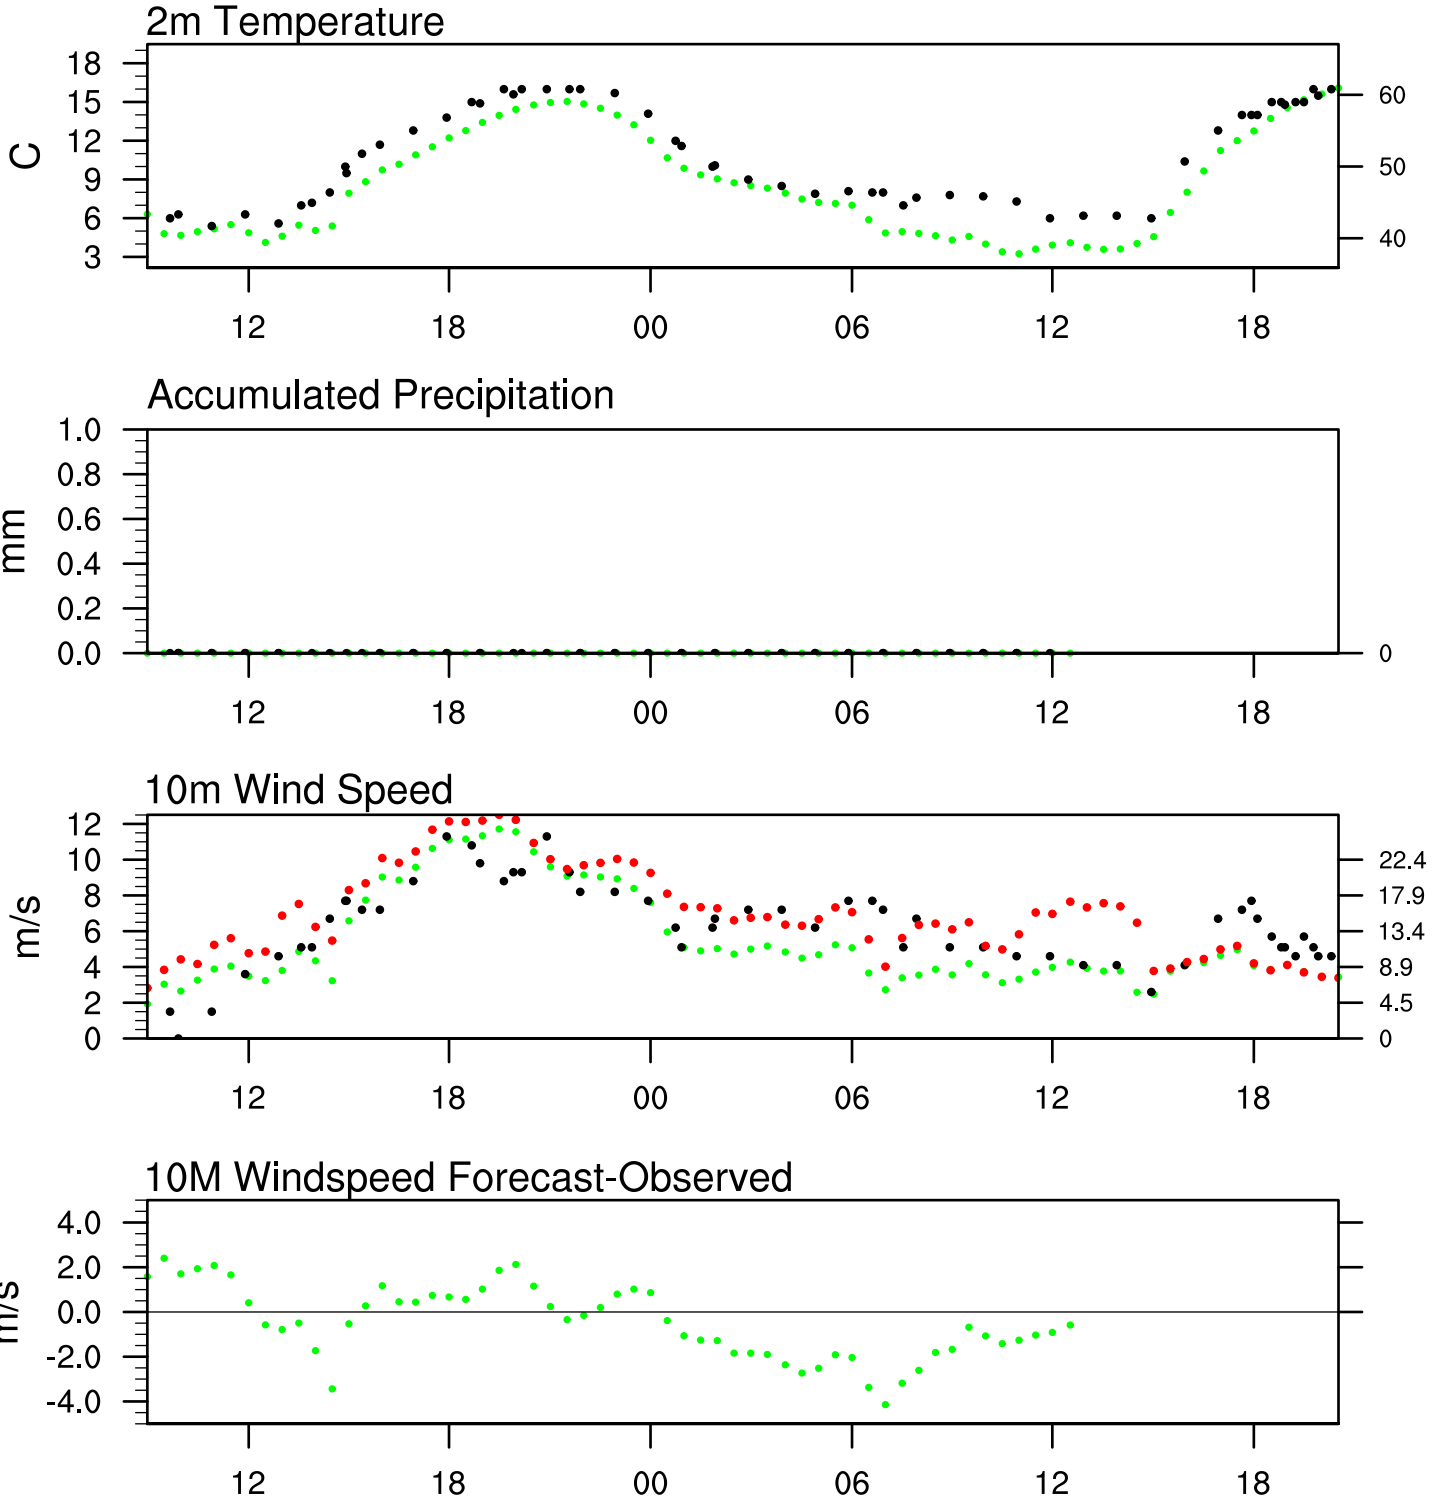 2m Temperature
18
15
12
9
6
3
C
60
50
40
12 18 00 06 12 18
Accumulated Precipitation
1.0
0.8
0.6
0.4
0.2
0.0
mm
0
12 18 00 06 12 18
10m Wind Speed
12
10
8
6
4
2
0
m/s
22.4
17.9
13.4
8.9
4.5
0
12 18 00 06 12 18
10M Windspeed Forecast-Observed
4.0
2.0
0.0
-2.0
-4.0
m/s
12 18 00 06 12 18